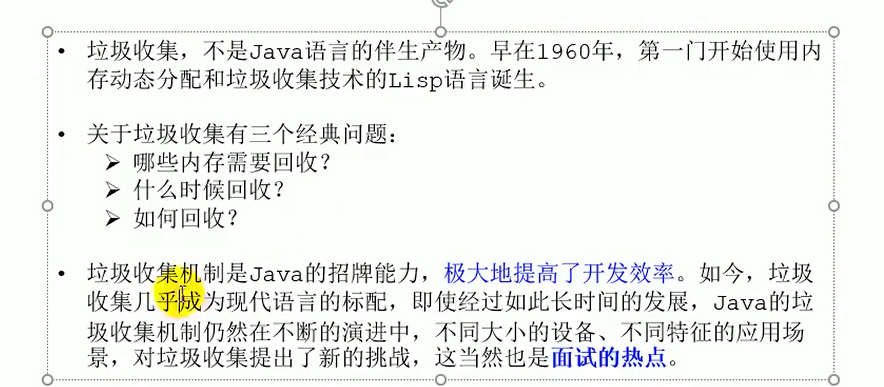 • 垃圾收集，不是Java语言的伴生产物。早在1960年，第一门开始使用内
存动态分配和垃圾收集技术的Lisp语言诞生。
• 关于垃圾收集有三个经典问题：
➢ 哪些内存需要回收？
➢ 什么时候回收？
➢ 如何回收？
• 垃圾收集机制是Java的招牌能力，极大地提高了开发效率。如今，垃圾
收集几乎成为现代语言的标配，即使经过如此长时间的发展，Java的垃
圾收集机制仍然在不断的演进中，不同大小的设备、不同特征的应用场
景，对垃圾收集提出了新的挑战，这当然也是面试的热点。